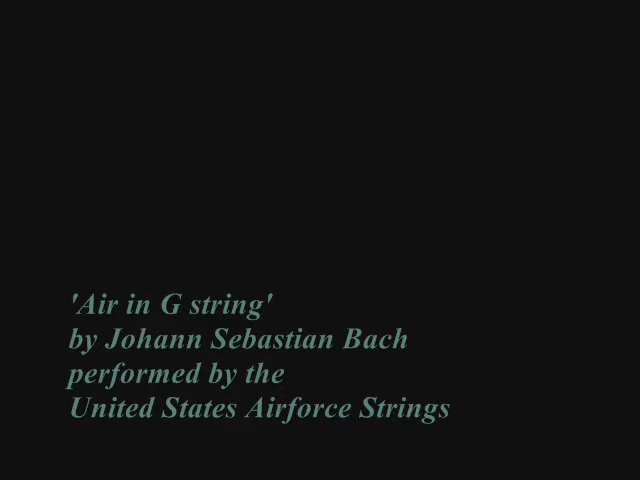 'Air in G string'
by Johann Sebastian Bach
performed by the
United States Airforce Strings